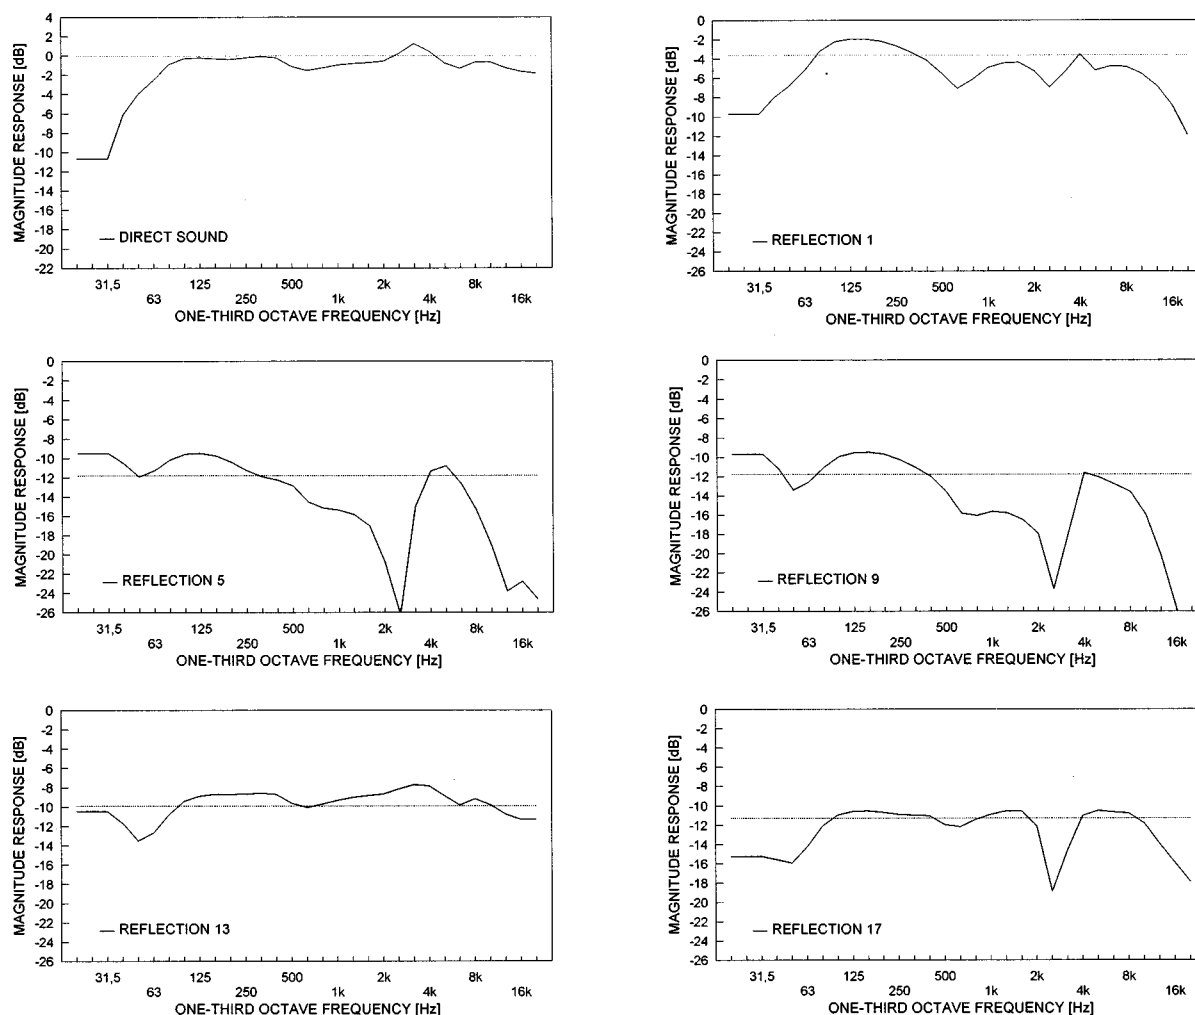 4
2
0
-2
-4
-6
-8
-10
-12
-14
-16
-18
-20
-22
MAGNITUDE RESPONSE [dB]
DIRECT SOUND
31,5 125 500 2k 8k
63 250 1k 4k 16k
ONE-THIRD OCTAVE FREQUENCY [Hz]
0
-2
-4
-6
-8
-10
-12
-14
-16
-18
-20
-22
-24
-26
MAGNITUDE RESPONSE [dB]
REFLECTION 1
31,5 125 500 2k 8k
63 250 1k 4k 16k
ONE-THIRD OCTAVE FREQUENCY [Hz]
0
-2
-4
-6
-8
-10
-12
-14
-16
-18
-20
-22
-24
-26
MAGNITUDE RESPONSE [dB]
REFLECTION 5
31,5 125 500 2k 8k
63 250 1k 4k 16k
ONE-THIRD OCTAVE FREQUENCY [Hz]
0
-2
-4
-6
-8
-10
-12
-14
-16
-18
-20
-22
-24
-26
MAGNITUDE RESPONSE [dB]
REFLECTION 9
31,5 125 500 2k 8k
63 250 1k 4k 16k
ONE-THIRD OCTAVE FREQUENCY [Hz]
0
-2
-4
-6
-8
-10
-12
-14
-16
-18
-20
-22
-24
-26
MAGNITUDE RESPONSE [dB]
REFLECTION 13
31,5 125 500 2k 8k
63 250 1k 4k 16k
ONE-THIRD OCTAVE FREQUENCY [Hz]
0
-2
-4
-6
-8
-10
-12
-14
-16
-18
-20
-22
-24
-26
MAGNITUDE RESPONSE [dB]
REFLECTION 17
31,5 125 500 2k 8k
63 250 1k 4k 16k
ONE-THIRD OCTAVE FREQUENCY [Hz]